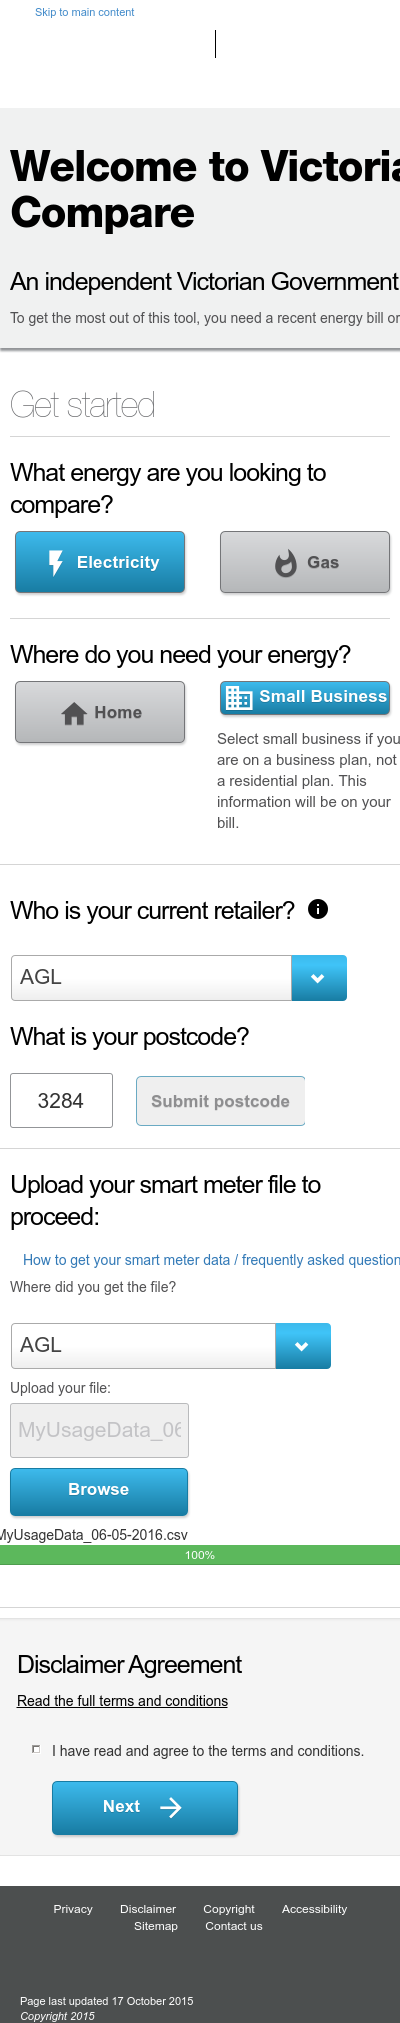 Skip to main content
Welcome to Victoria
Compare
An independent Victorian Government
To get the most out of this tool, you need a recent energy bill or
Get started
What energy are you looking to
compare?
Electricity
Gas
Where do you need your energy?
Home
Small Business
Select small business if you
are on a business plan, not
a residential plan. This
information will be on your
bill.
Who is your current retailer?
AGL
What is your postcode?
3284
Submit postcode
Upload your smart meter file to
proceed:
How to get your smart meter data / frequently asked question
Where did you get the file?
AGL
Upload your file:
MyUsageData_06
Browse
MyUsageData_06-05-2016.csv
100%
Disclaimer Agreement
Read the full terms and conditions
I have read and agree to the terms and conditions.
Next
Privacy Disclaimer Copyright Accessibility
Sitemap Contact us
Page last updated 17 October 2015
Copyright 2015